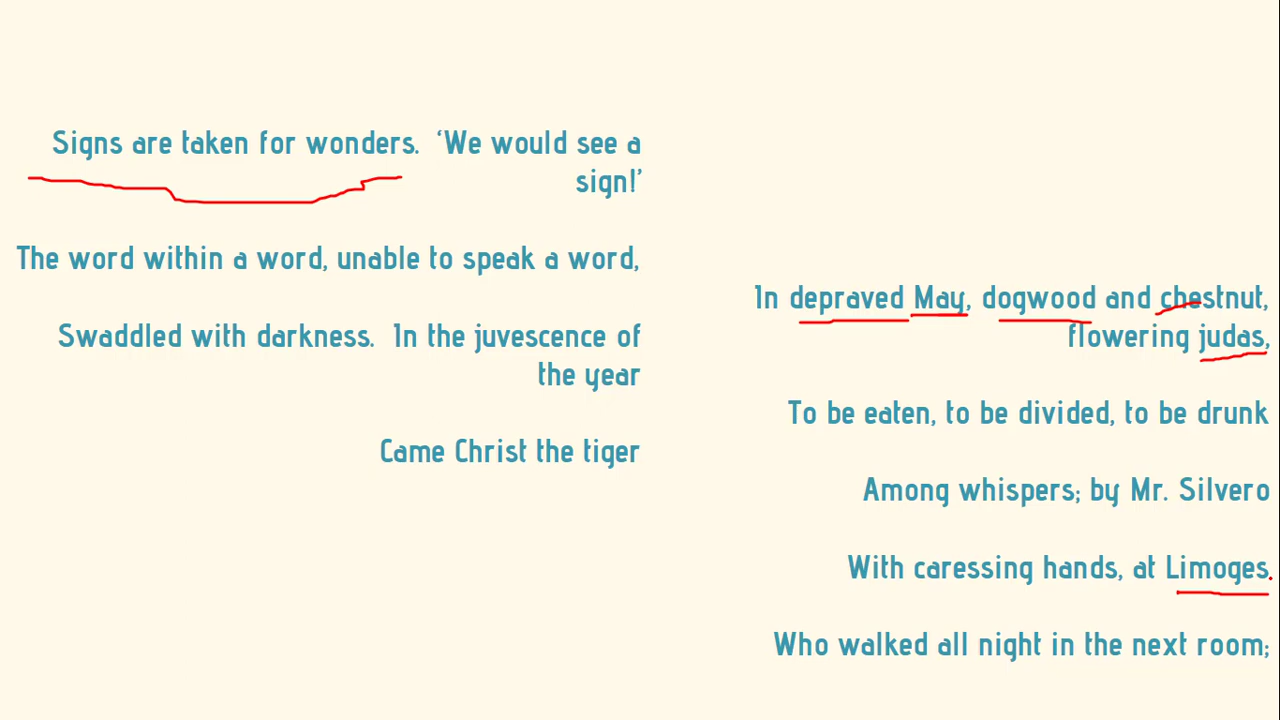 Signs are taken for wonders.  ‘We would see a
sign!’
The word within a word, unable to speak a word,
Swaddled with darkness.  In the juvescence of
the year
Came Christ the tiger
In depraved May, dogwood and chestnut,
flowering judas,
To be eaten, to be divided, to be drunk
Among whispers; by Mr. Silvero
With caressing hands, at Limoges
Who walked all night in the next room;